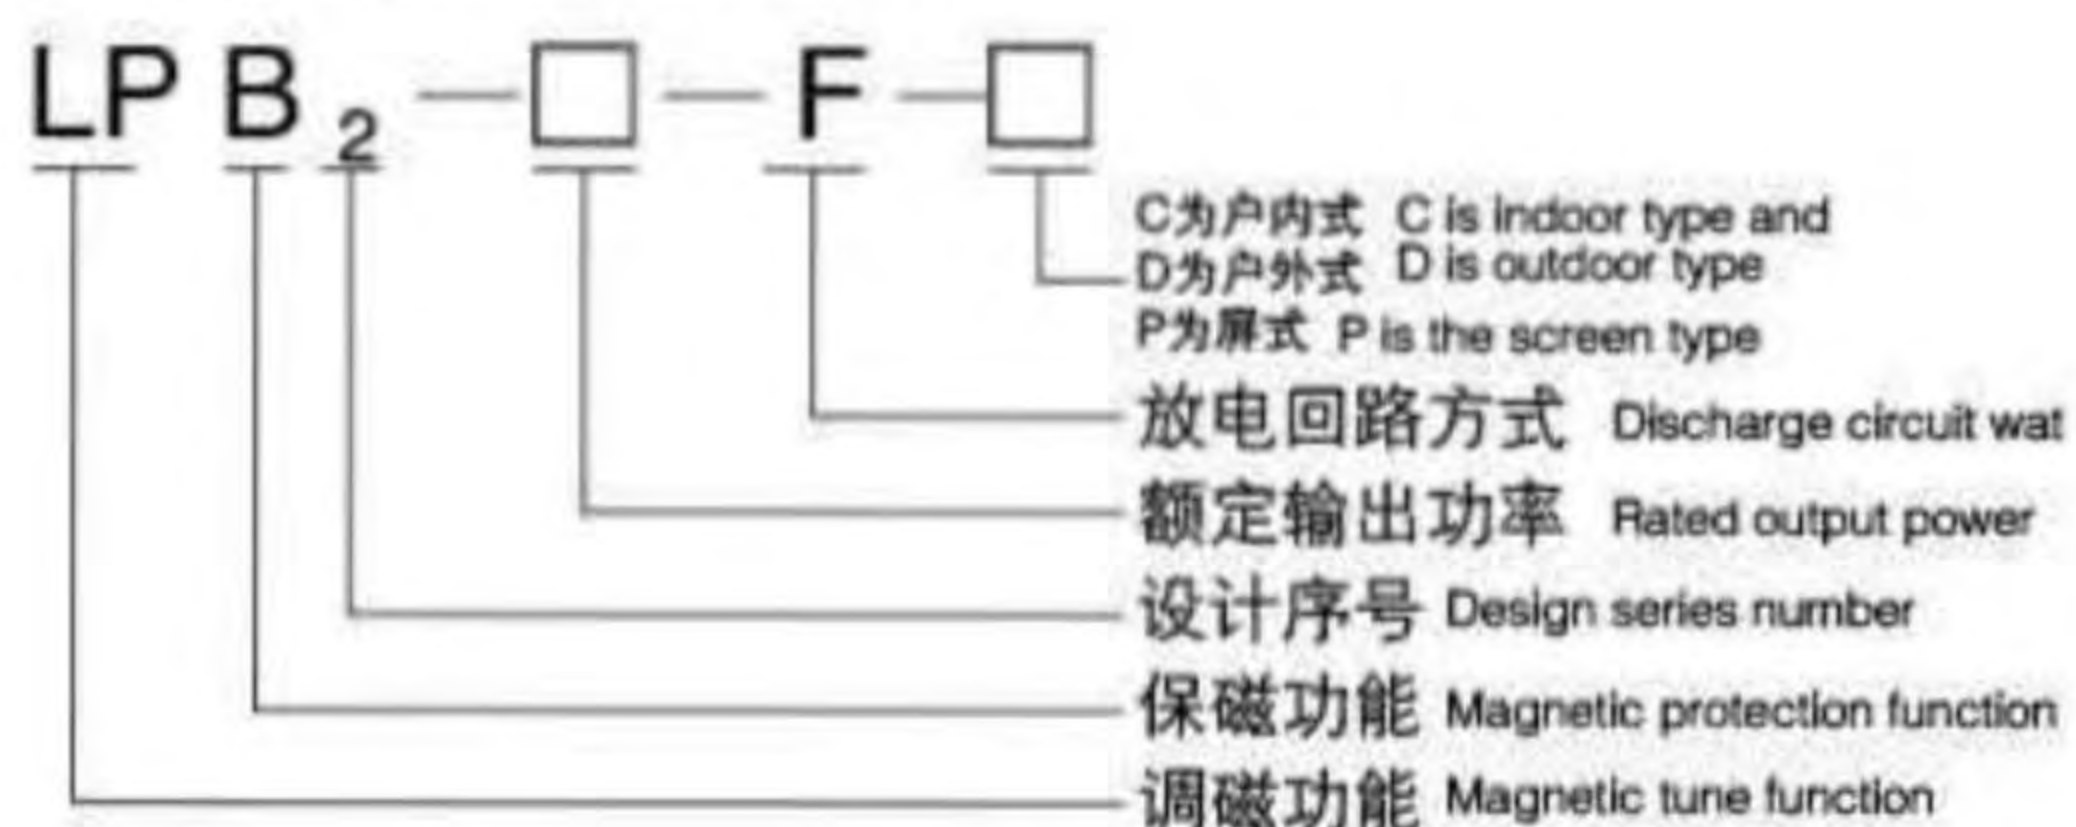 LP B 2 — □ — F — □
C为户内式 C is indoor type and
D为户外式 D is outdoor type
P为屏式 P is the screen type
放电回路方式 Discharge circuit wat
额定输出功率 Rated output power
设计序号 Design series number
保磁功能 Magnetic protection function
调磁功能 Magnetic tune function